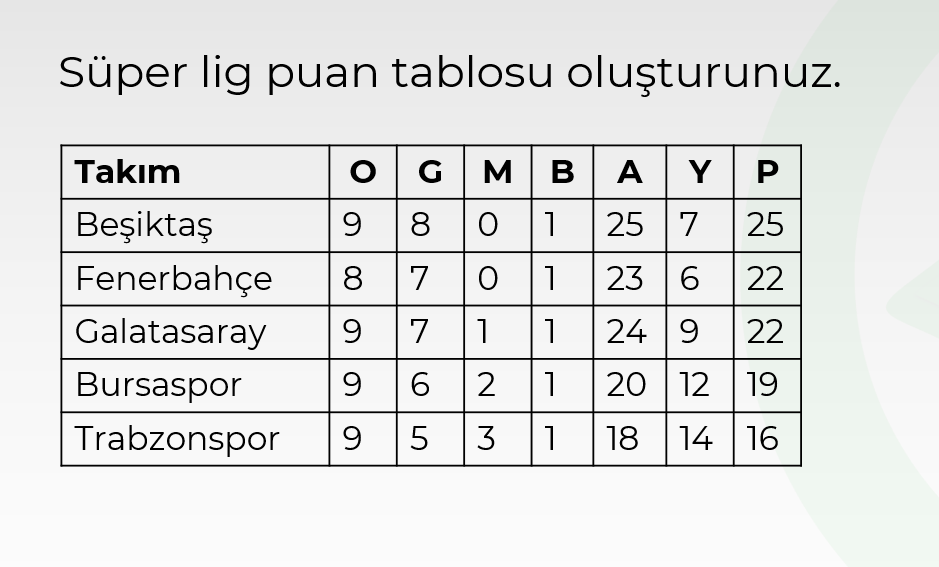 Süper lig puan tablosu oluşturunuz.
Takım O G M B A Y P
Beşiktaş 9 8 0 1 25 7 25
Fenerbahçe 8 7 0 1 23 6 22
Galatasaray 9 7 1 1 24 9 22
Bursaspor 9 6 2 1 20 12 19
Trabzonspor 9 5 3 1 18 14 16